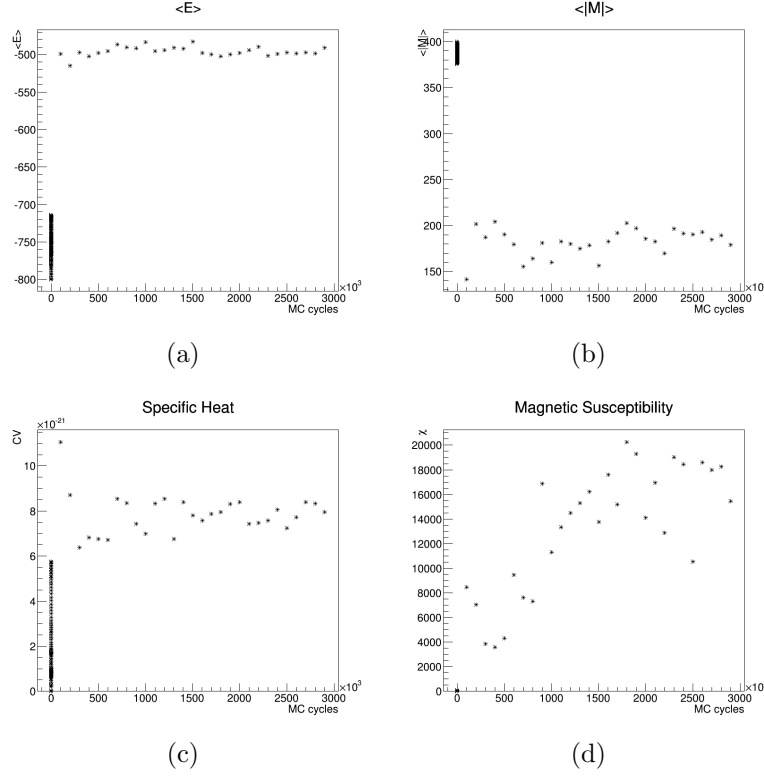 <E>
<E>
-500
-550
-600
-650
-700
-750
-800
0 500 1000 1500 2000 2500 3000
×10³
MC cycles
(a)
<|M|>
<|M|>
400
350
300
250
200
150
0 500 1000 1500 2000 2500 3000
×10
MC cycles
(b)
Specific Heat
CV
×10⁻²¹
10
8
6
4
2
0
0 500 1000 1500 2000 2500 3000
×10³
MC cycles
(c)
Magnetic Susceptibility
χ
20000
18000
16000
14000
12000
10000
8000
6000
4000
2000
0
0 500 1000 1500 2000 2500 3000
×10
MC cycles
(d)